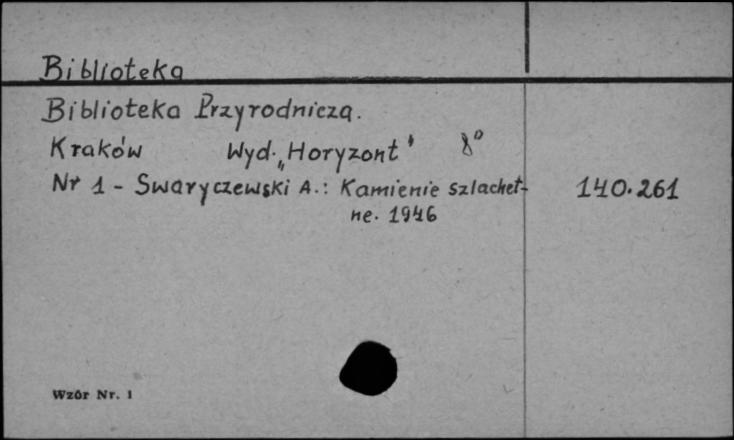 Biblioteka
Biblioteka Przyrodnicza.
Kraków Wyd. „Horyzont" 8°
Nr 1 - Swaryczewski A.: Kamienie szlachet- 140.261
ne. 1946
Wzór Nr. 1